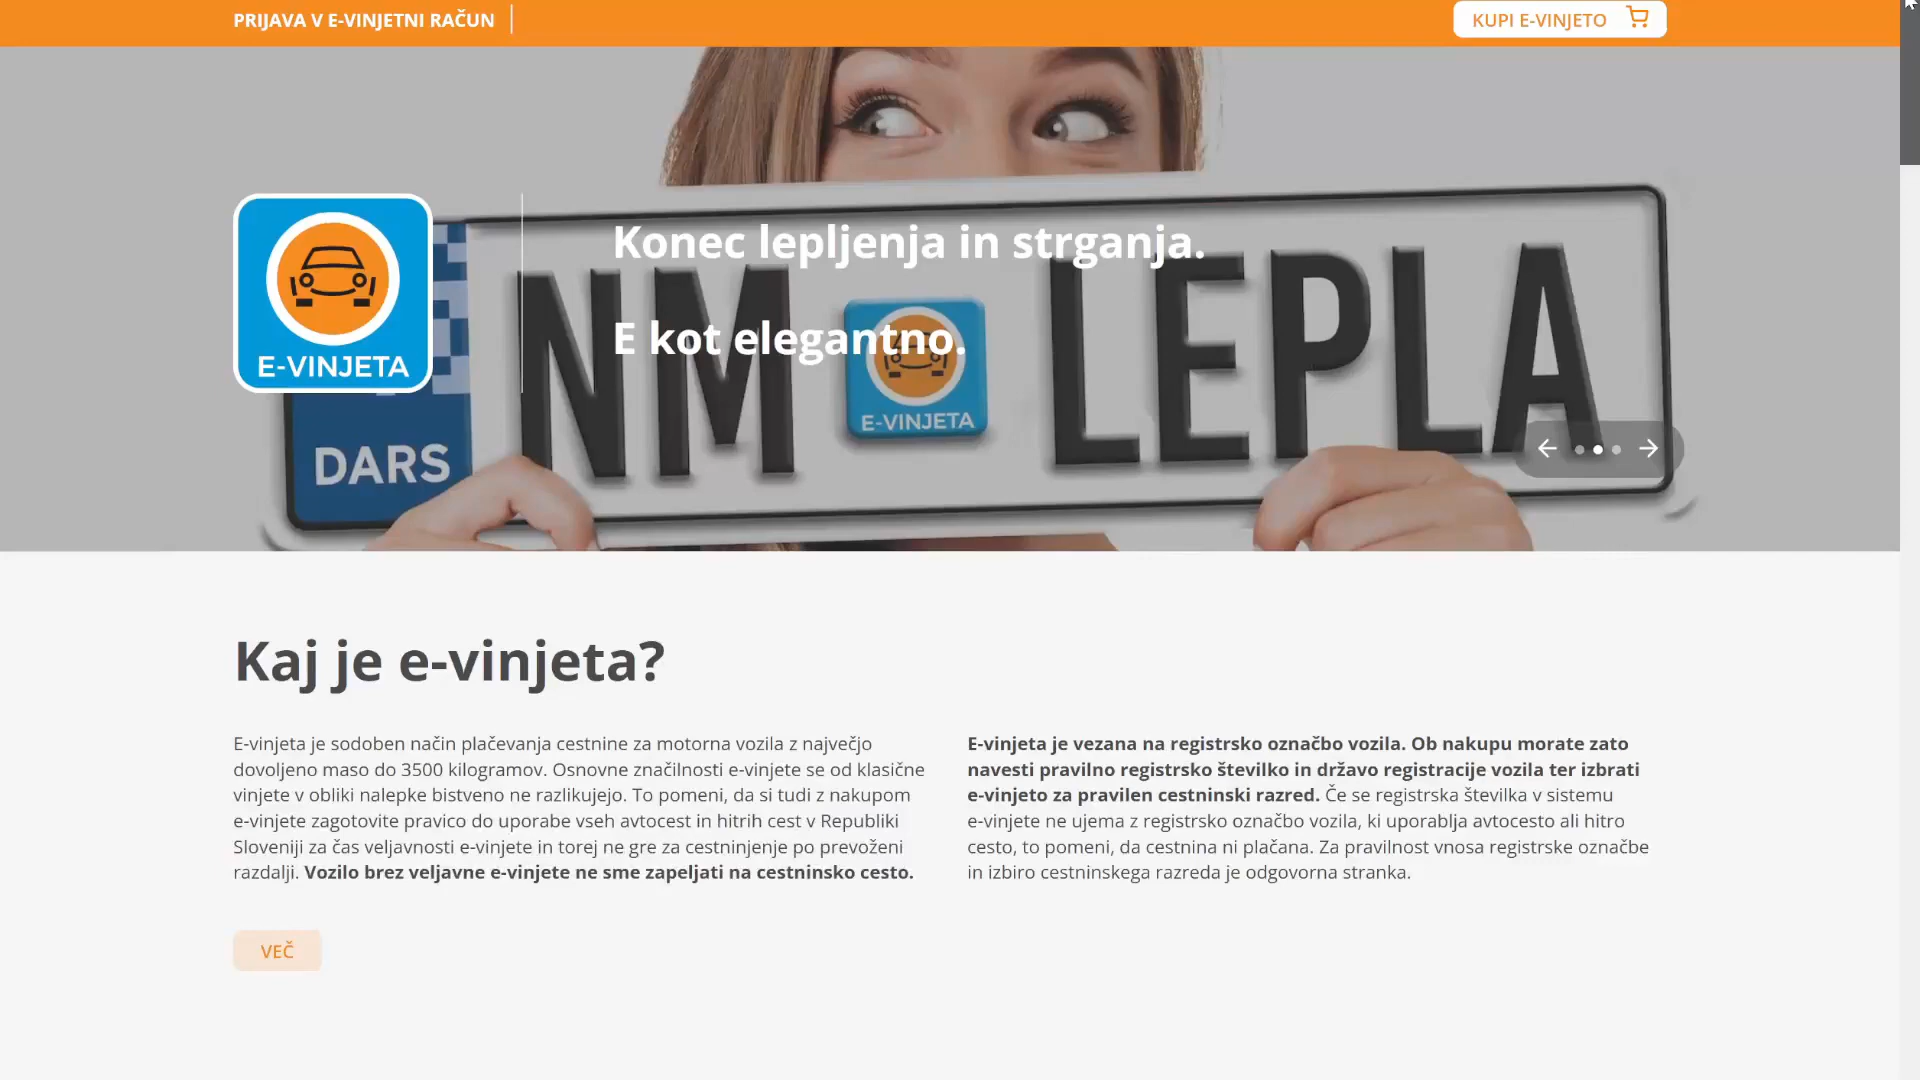 PRIJAVA V E-VINJETNI RAČUN
KUPI E-VINJETO
E-VINJETA
Konec lepljenja in strganja.
E kot elegantno.
DARS
NM LEPLA
E-VINJETA
Kaj je e-vinjeta?
E-vinjeta je sodoben način plačevanja cestnine za motorna vozila z največjo
dovoljeno maso do 3500 kilogramov. Osnovne značilnosti e-vinjete se od klasične
vinjete v obliki nalepke bistveno ne razlikujejo. To pomeni, da si tudi z nakupom
e-vinjete zagotovite pravico do uporabe vseh avtocest in hitrih cest v Republiki
Sloveniji za čas veljavnosti e-vinjete in torej ne gre za cestninjenje po prevoženi
razdalji. Vozilo brez veljavne e-vinjete ne sme zapeljati na cestninsko cesto.
E-vinjeta je vezana na registrsko označbo vozila. Ob nakupu morate zato
navesti pravilno registrsko številko in državo registracije vozila ter izbrati
e-vinjeto za pravilen cestninski razred. Če se registrska številka v sistemu
e-vinjete ne ujema z registrsko označbo vozila, ki uporablja avtocesto ali hitro
cesto, to pomeni, da cestnina ni plačana. Za pravilnost vnosa registrske označbe
in izbiro cestninskega razreda je odgovorna stranka.
VEČ